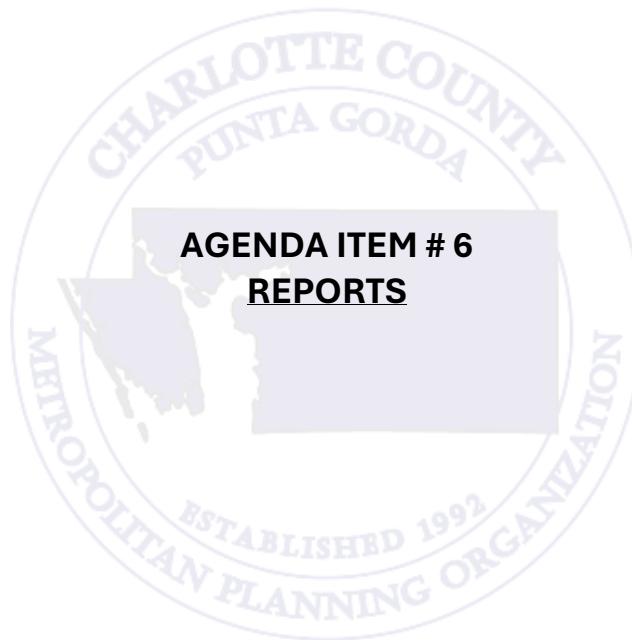 CHARLOTTE COUNTY
PUNTA GORDA
AGENDA ITEM # 6
REPORTS
ESTABLISHED 1992
METROPOLITAN PLANNING ORGANIZATION